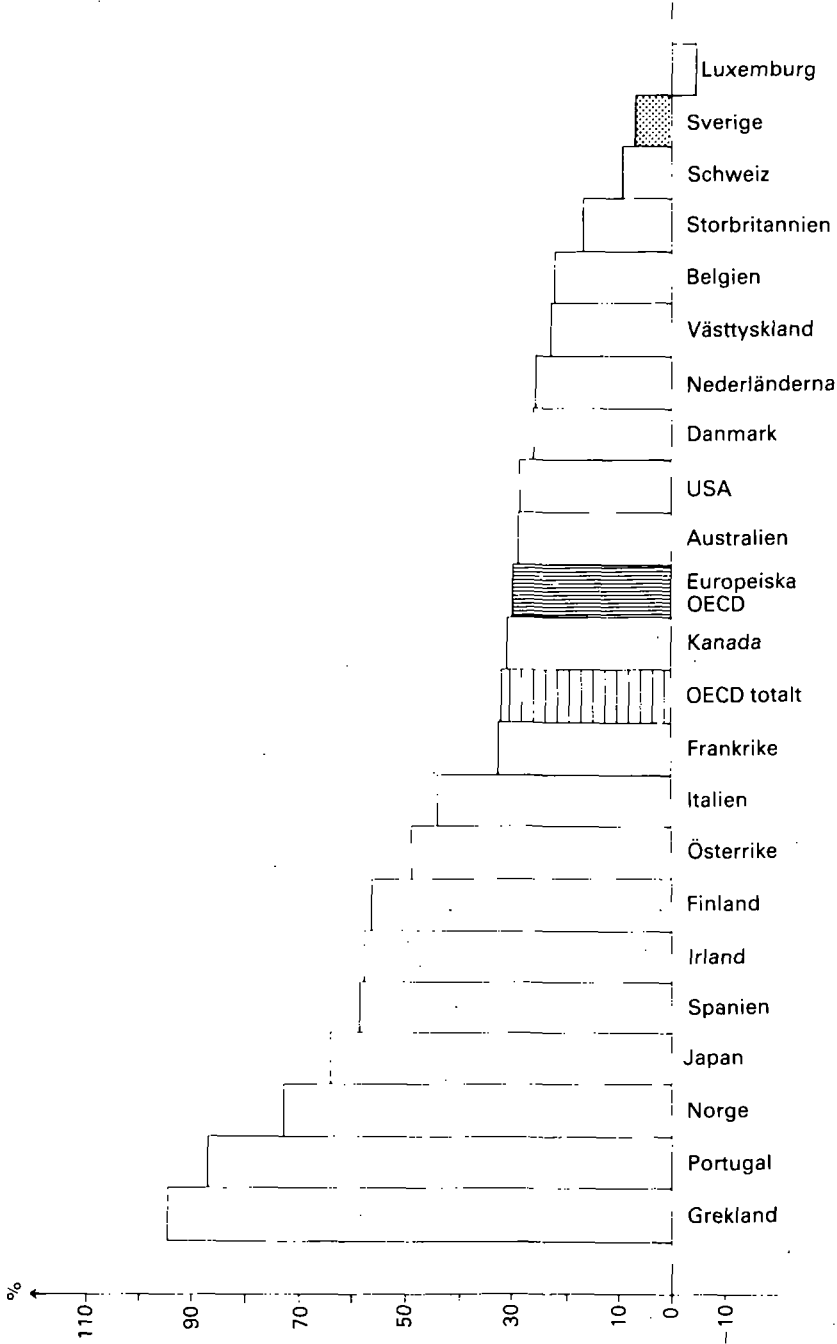 Luxemburg
Sverige
Schweiz
Storbritannien
Belgien
Västtyskland
Nederländerna
Danmark
USA
Australien
Europeiska
OECD
Kanada
OECD totalt
Frankrike
Italien
Österrike
Finland
Irland
Spanien
Japan
Norge
Portugal
Grekland
%
110
90
70
50
30
10
0
10